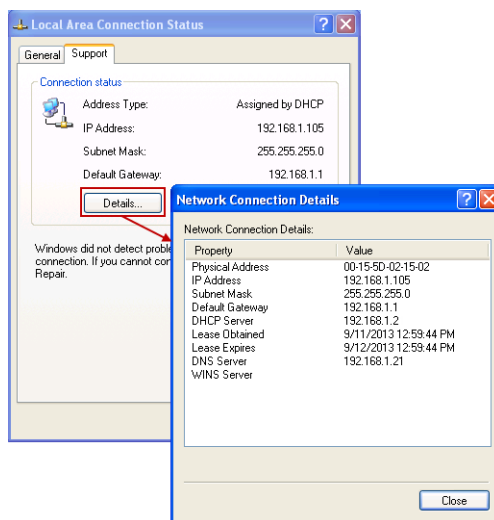 Local Area Connection Status
General Support
Connection status
Address Type: Assigned by DHCP
IP Address: 192.168.1.105
Subnet Mask: 255.255.255.0
Default Gateway: 192.168.1.1
Details...
Windows did not detect proble
connection. If you cannot con
Repair.
Network Connection Details
Network Connection Details:
Property Value
Physical Address 00-15-5D-02-15-02
IP Address 192.168.1.105
Subnet Mask 255.255.255.0
Default Gateway 192.168.1.1
DHCP Server 192.168.1.2
Lease Obtained 9/11/2013 12:59:44 PM
Lease Expires 9/12/2013 12:59:44 PM
DNS Server 192.168.1.21
WINS Server
Close